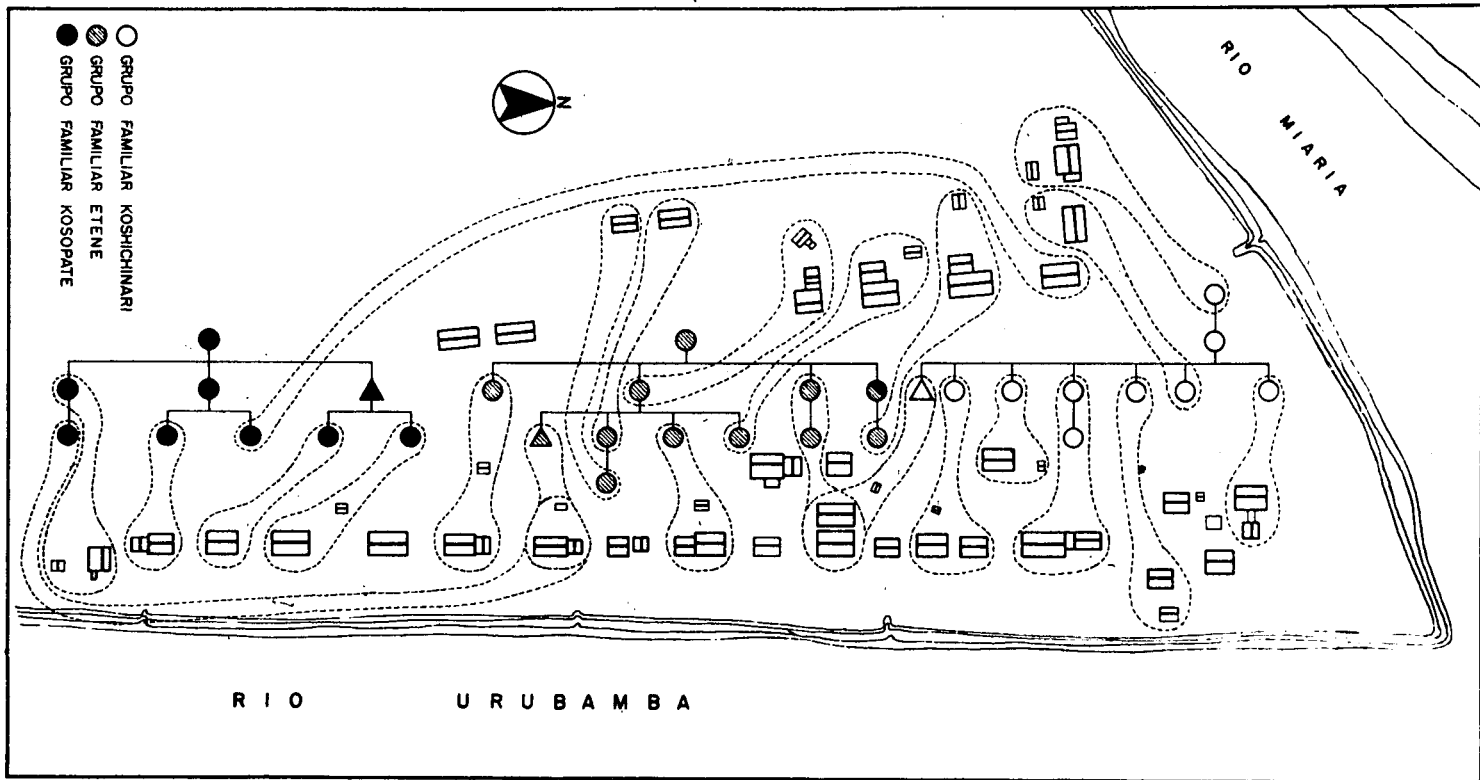 GRUPO FAMILIAR KOSHICHINARI
GRUPO FAMILIAR ETENE
GRUPO FAMILIAR KOSOPATE
N
RIO MIARIA
RIO URUBAMBA